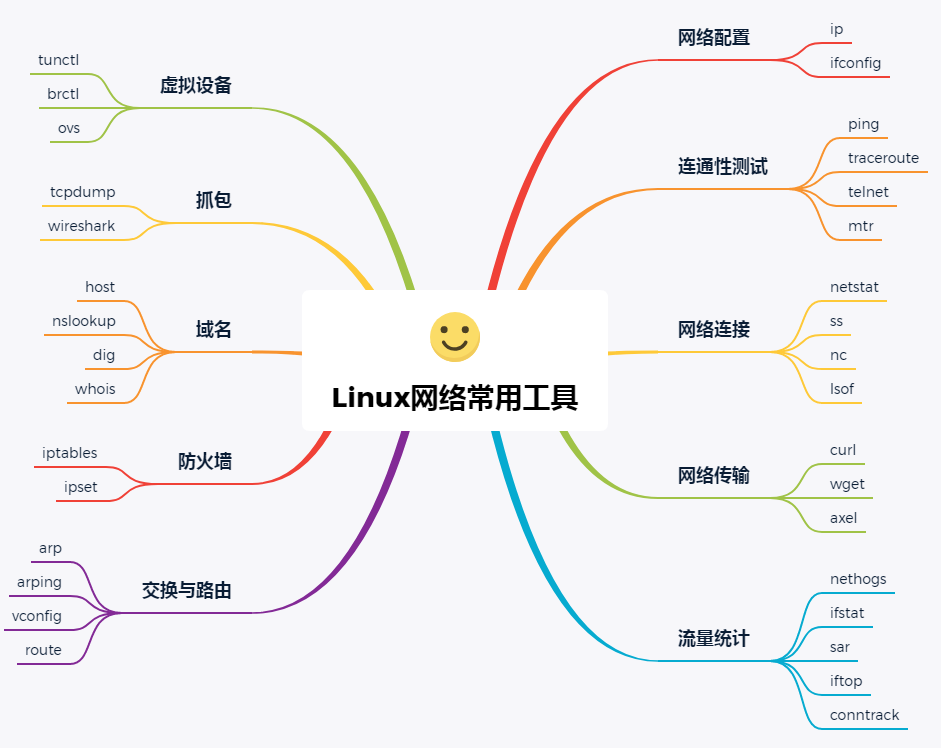 Linux网络常用工具
网络配置
ip
ifconfig
连通性测试
ping
traceroute
telnet
mtr
网络连接
netstat
ss
nc
lsof
网络传输
curl
wget
axel
流量统计
nethogs
ifstat
sar
iftop
conntrack
虚拟设备
tunctl
brctl
ovs
抓包
tcpdump
wireshark
域名
host
nslookup
dig
whois
防火墙
iptables
ipset
交换与路由
arp
arping
vconfig
route